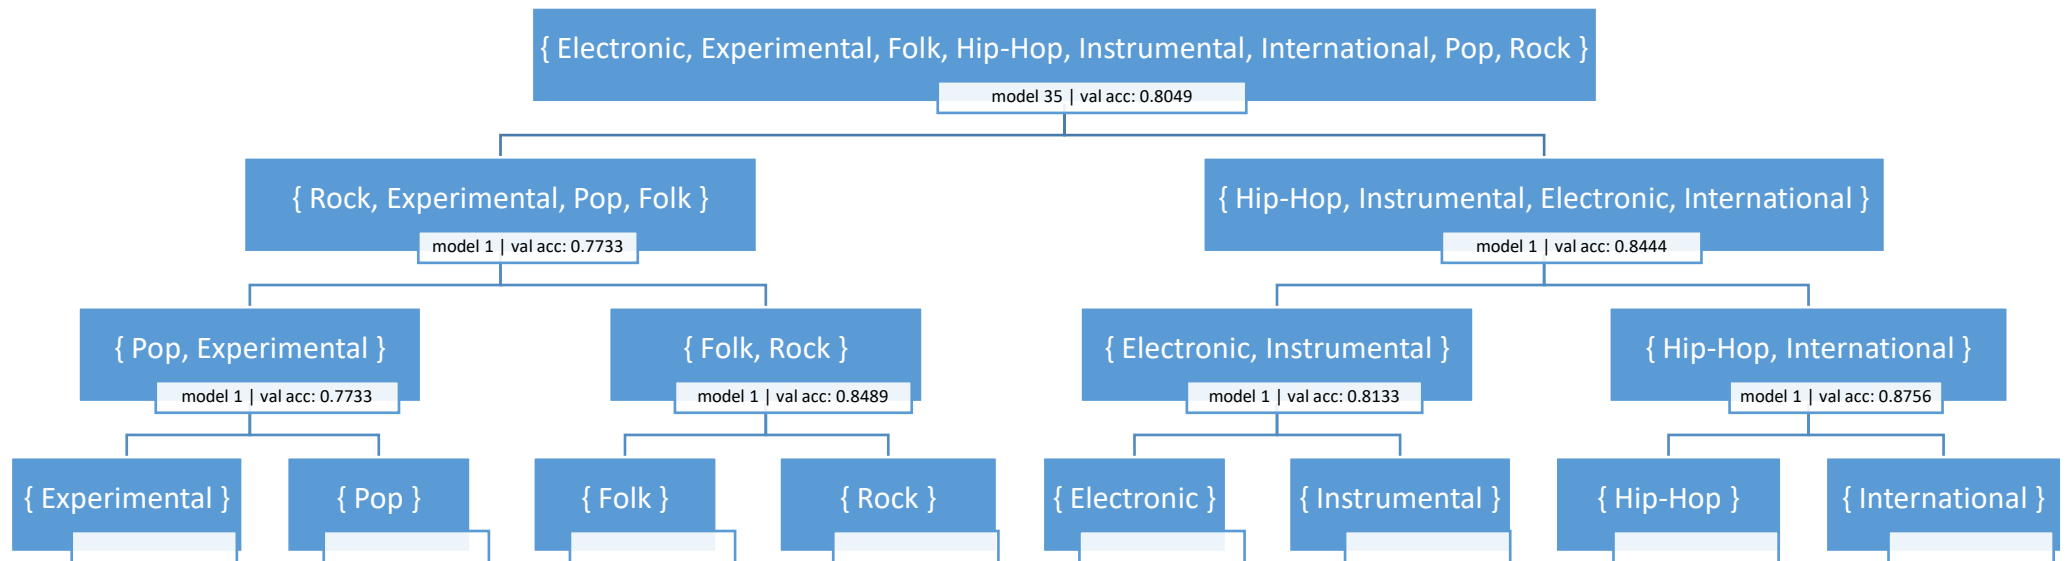 { Electronic, Experimental, Folk, Hip-Hop, Instrumental, International, Pop, Rock }
model 35 | val acc: 0.8049
{ Rock, Experimental, Pop, Folk }
model 1 | val acc: 0.7733
{ Hip-Hop, Instrumental, Electronic, International }
model 1 | val acc: 0.8444
{ Pop, Experimental }
model 1 | val acc: 0.7733
{ Folk, Rock }
model 1 | val acc: 0.8489
{ Electronic, Instrumental }
model 1 | val acc: 0.8133
{ Hip-Hop, International }
model 1 | val acc: 0.8756
{ Experimental }
{ Pop }
{ Folk }
{ Rock }
{ Electronic }
{ Instrumental }
{ Hip-Hop }
{ International }